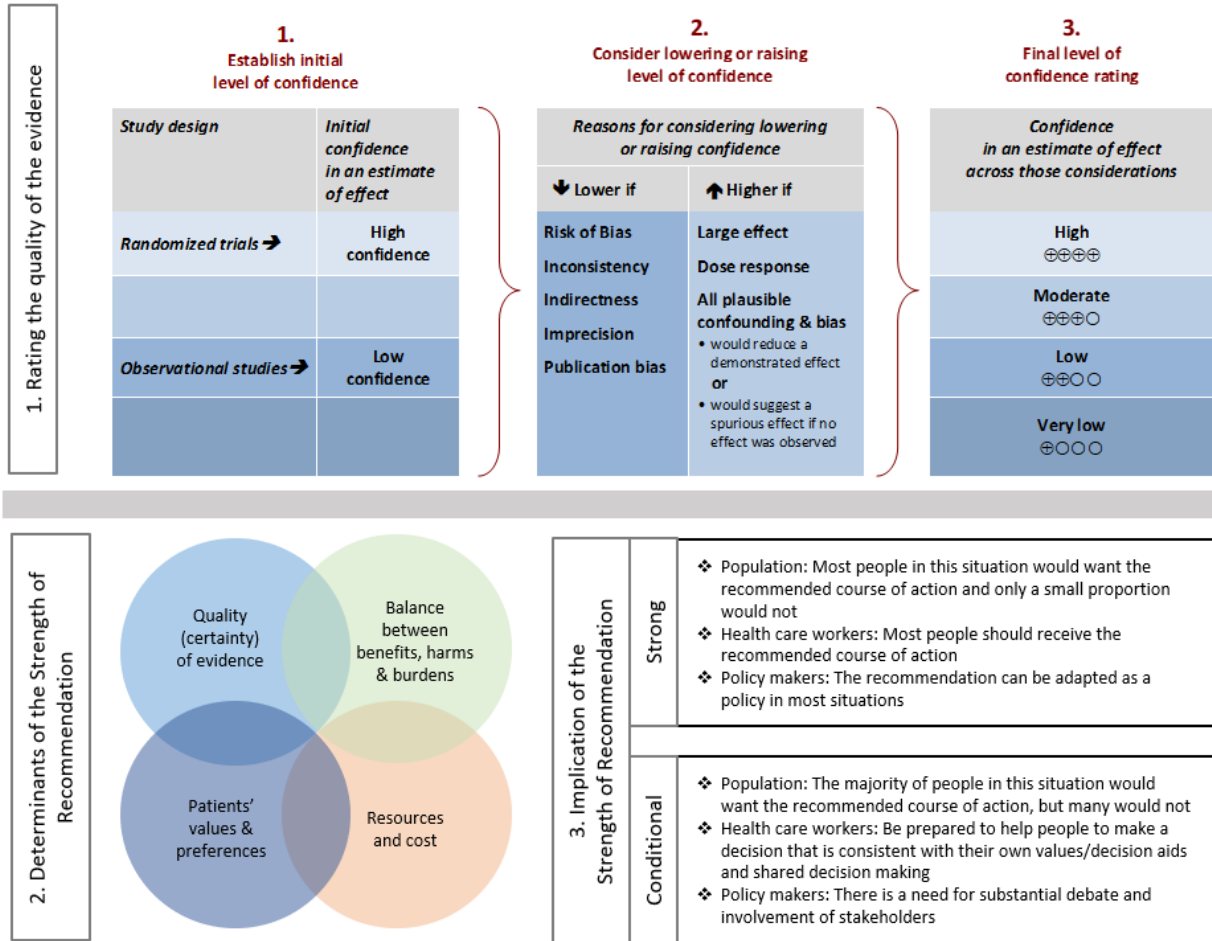 1. Rating the quality of the evidence
1.
Establish initial
level of confidence
Study design
Initial
confidence
in an estimate
of effect
Randomized trials ➔
High
confidence
Observational studies ➔
Low
confidence
2.
Consider lowering or raising
level of confidence
Reasons for considering lowering
or raising confidence
🡇 Lower if
🡅 Higher if
Risk of Bias
Inconsistency
Indirectness
Imprecision
Publication bias
Large effect
Dose response
All plausible
confounding & bias
• would reduce a
demonstrated effect
or
• would suggest a
spurious effect if no
effect was observed
3.
Final level of
confidence rating
Confidence
in an estimate of effect
across those considerations
High
⊕⊕⊕⊕
Moderate
⊕⊕⊕○
Low
⊕⊕○○
Very low
⊕○○○
2. Determinants of the Strength of
Recommendation
Quality
(certainty)
of evidence
Balance
between
benefits, harms
& burdens
Patients’
values &
preferences
Resources
and cost
3. Implication of the
Strength of Recommendation
Strong
❖ Population: Most people in this situation would want the
recommended course of action and only a small proportion
would not
❖ Health care workers: Most people should receive the
recommended course of action
❖ Policy makers: The recommendation can be adapted as a
policy in most situations
Conditional
❖ Population: The majority of people in this situation would
want the recommended course of action, but many would not
❖ Health care workers: Be prepared to help people to make a
decision that is consistent with their own values/decision aids
and shared decision making
❖ Policy makers: There is a need for substantial debate and
involvement of stakeholders